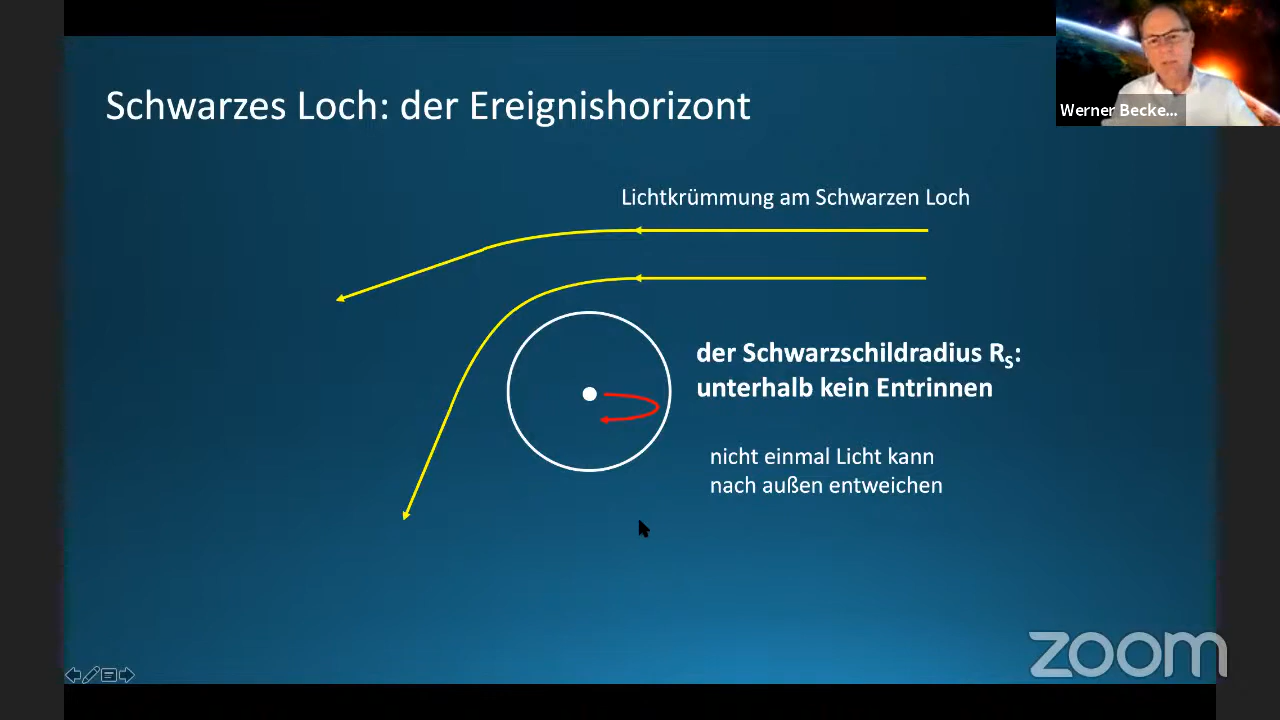 Werner Becke...
Schwarzes Loch: der Ereignishorizont
Lichtkrümmung am Schwarzen Loch
der Schwarzschildradius R_S:
unterhalb kein Entrinnen
nicht einmal Licht kann
nach außen entweichen
zoom